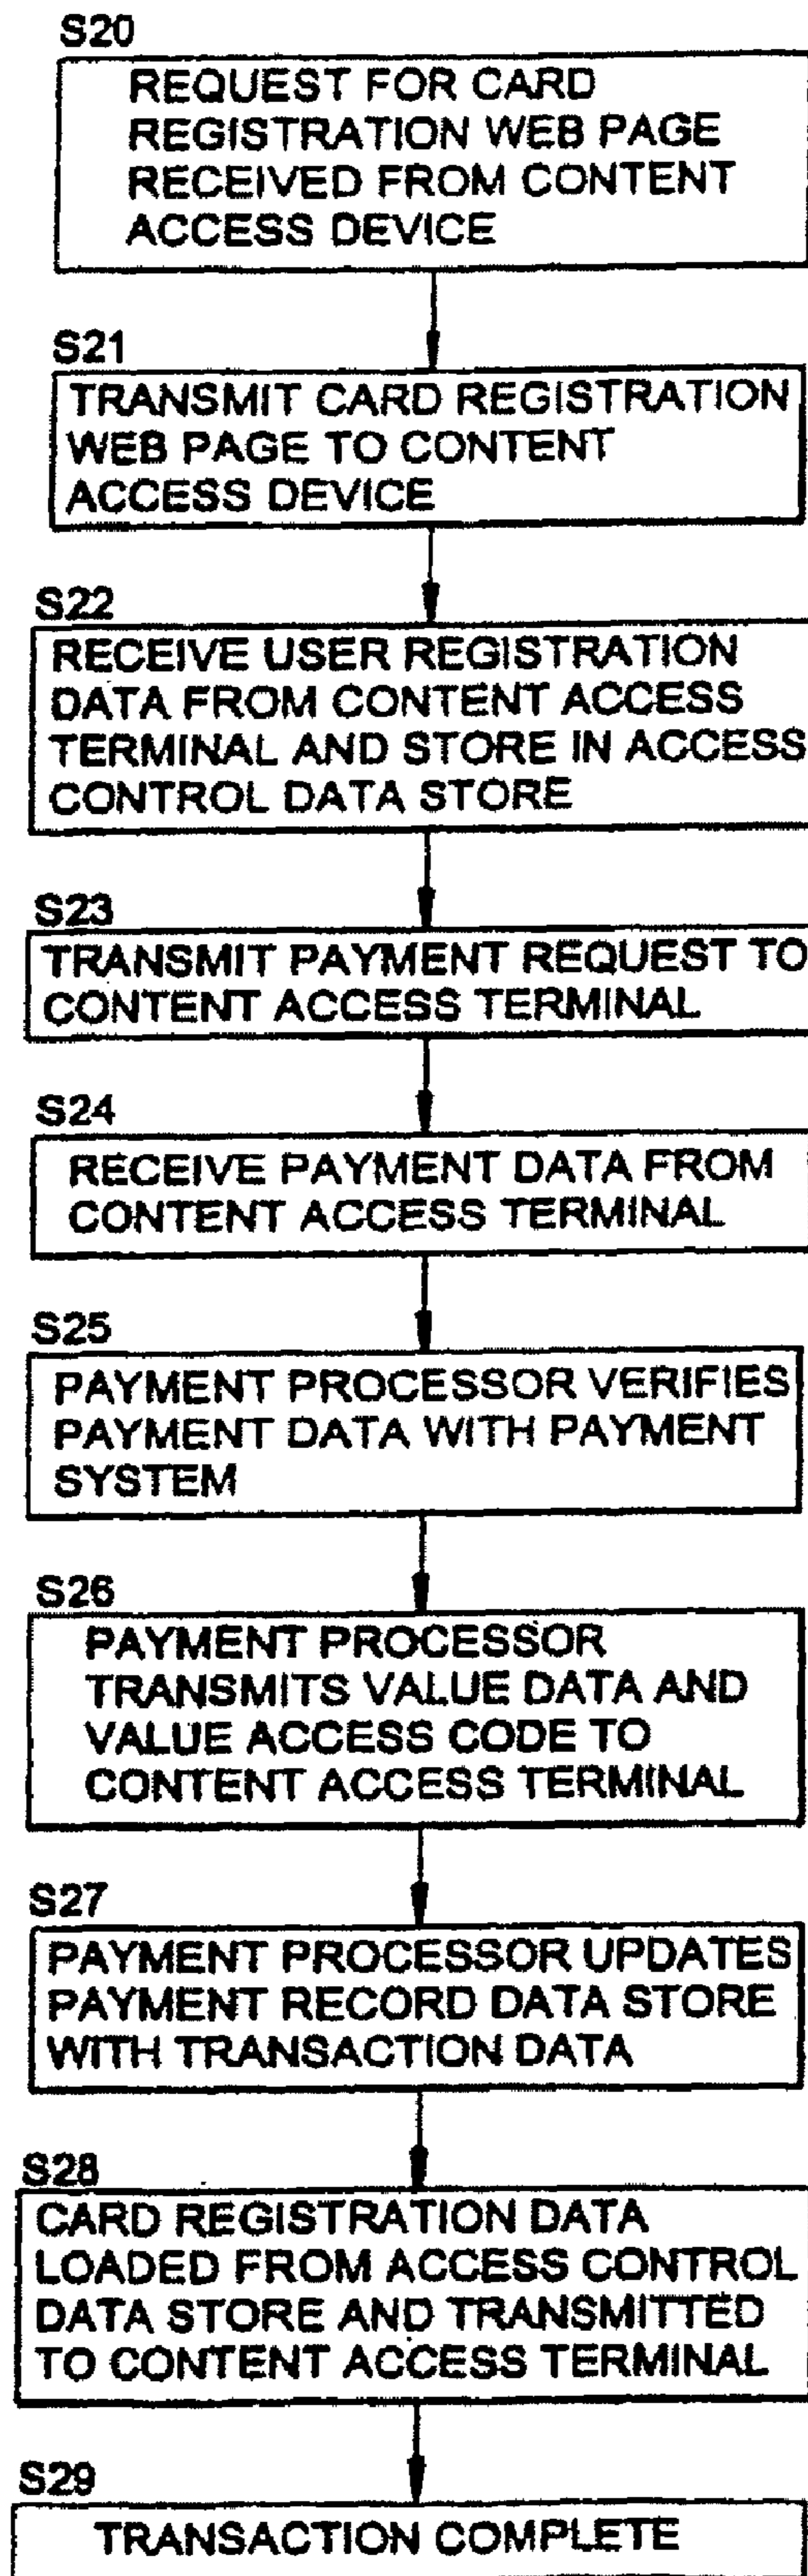 S20
REQUEST FOR CARD
REGISTRATION WEB PAGE
RECEIVED FROM CONTENT
ACCESS DEVICE
S21
TRANSMIT CARD REGISTRATION
WEB PAGE TO CONTENT
ACCESS DEVICE
S22
RECEIVE USER REGISTRATION
DATA FROM CONTENT ACCESS
TERMINAL AND STORE IN ACCESS
CONTROL DATA STORE
S23
TRANSMIT PAYMENT REQUEST TO
CONTENT ACCESS TERMINAL
S24
RECEIVE PAYMENT DATA FROM
CONTENT ACCESS TERMINAL
S25
PAYMENT PROCESSOR VERIFIES
PAYMENT DATA WITH PAYMENT
SYSTEM
S26
PAYMENT PROCESSOR
TRANSMITS VALUE DATA AND
VALUE ACCESS CODE TO
CONTENT ACCESS TERMINAL
S27
PAYMENT PROCESSOR UPDATES
PAYMENT RECORD DATA STORE
WITH TRANSACTION DATA
S28
CARD REGISTRATION DATA
LOADED FROM ACCESS CONTROL
DATA STORE AND TRANSMITTED
TO CONTENT ACCESS TERMINAL
S29
TRANSACTION COMPLETE